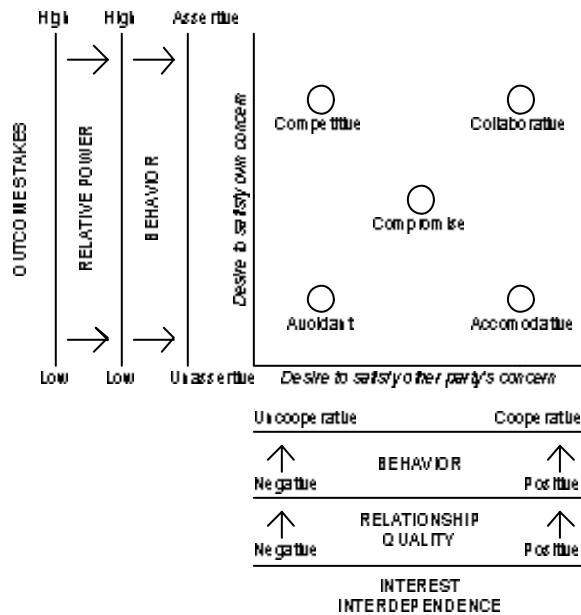 High High Assertive
Competitive Collaborative
Compromise
Avoidant Accomodative
OUTCOME STAKES
RELATIVE POWER
BEHAVIOR
Desire to satisfy own concern
Low Low Unassertive Desire to satisfy other party's concern
Uncooperative Cooperative
BEHAVIOR
Negative Positive
RELATIONSHIP
QUALITY
Negative Positive
INTEREST
INTERDEPENDENCE